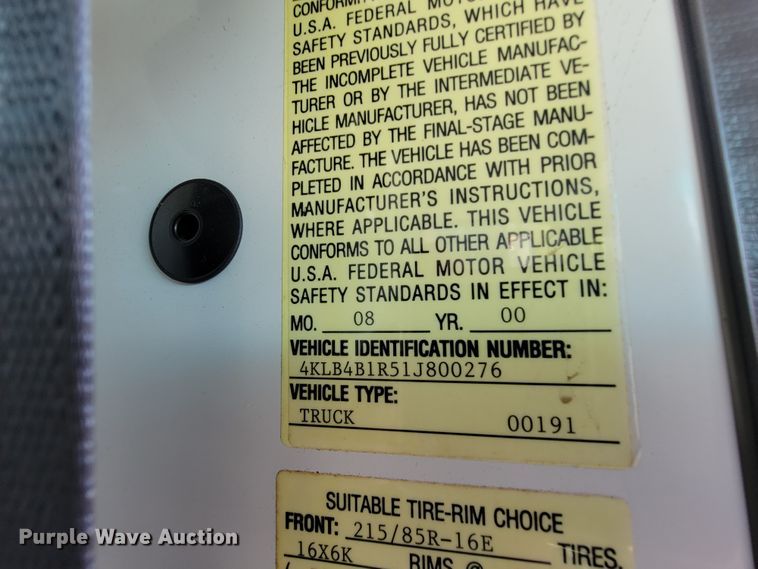 CONFORMITY
U.S.A. FEDERAL MOTOR
SAFETY STANDARDS, WHICH HAVE
BEEN PREVIOUSLY FULLY CERTIFIED BY
THE INCOMPLETE VEHICLE MANUFAC-
TURER OR BY THE INTERMEDIATE VE-
HICLE MANUFACTURER, HAS NOT BEEN
AFFECTED BY THE FINAL-STAGE MANU-
FACTURE. THE VEHICLE HAS BEEN COM-
PLETED IN ACCORDANCE WITH PRIOR
MANUFACTURER'S INSTRUCTIONS,
WHERE APPLICABLE. THIS VEHICLE
CONFORMS TO ALL OTHER APPLICABLE
U.S.A. FEDERAL MOTOR VEHICLE
SAFETY STANDARDS IN EFFECT IN:
MO. 08 YR. 00
VEHICLE IDENTIFICATION NUMBER:
4KLB4B1R51J800276
VEHICLE TYPE:
TRUCK 00191
SUITABLE TIRE-RIM CHOICE
FRONT: 215/85R-16E TIRES.
16X6K RIMS @
Purple Wave Auction